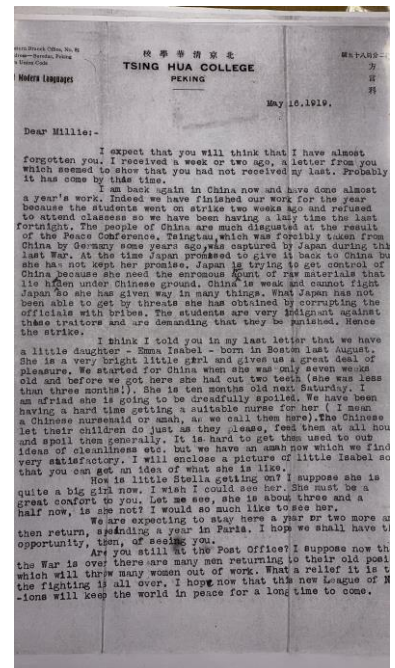 北京清華學校
TSING HUA COLLEGE
PEKING
Modern Languages
May 16.1919.
Dear Millie:-
I expect that you will think that I have almost
forgotten you. I received a week or two ago, a letter from you
which seemed to show that you had not received my last. Probably
it has come by this time.
I am back again in China now and have done almost
a year's work. Indeed we have finished our work for the year
because the students went on strike two weeks ago and refused
to attend classess so we have been having a lazy time the last
fortnight. The people of China are much disgusted at the result
of the Peace Conference. Tsingtau,which was forcibly taken from
China by Germany some years ago,was captured by Japan during this
last War. At the time Japan promised to give it back to China but
she has not kept her promise. Japan is trying to get control of
China because she need the enormous amount of raw materials that
lie hidden under Chinese ground. China is weak and cannot fight
Japan so she has given way in many things. What Japan has not
been able to get by threats she has obtained by corrupting the
officials with bribes. The students are very indignant against
these traitors and are demanding that they be punished. Hence
the strike.
I think I told you in my last letter that we have
a little daughter - Emma Isabel - born in Boston last August.
She is a very bright little girl and gives us a great deal of
pleasure. We started for China when she was only seven weeks
old and before we got here she had out two teeth (she was less
than three months!). She is ten months old next Saturday. I
am afriad she is going to be dreadfully spoiled. We have been
having a hard time getting a suitable nurse for her ( I mean
a Chinese nursemaid or amah, as we call them here).The Chinese
let their children do just as they please, feed them at all hou
and spoil them generally. It is hard to get them used to our
ideas of cleanliness etc. but we have an amah now which we find
very satisfactory. I will enclose a picture of little Isabel so
that you can get an idea of what she is like.
How is little Stella getting on? I suppose she is
quite a big girl now. I wish I could see her. She must be a
great confort to you. Let me see, she is about three and a
half now, is she not? I would so much like to see her.
We are expecting to stay here a year or two more an
then return, spending a year in Paris. I hope we shall have th
opportunity, then, of seeing you.
Are you still at the Post Office? I suppose now th
the War is over there are many men returning to their old posi
which will throw many women out of work. What a relief it is t
the fighting is all over. I hope now that this new League of N
-ions will keep the world in peace for a long time to come.